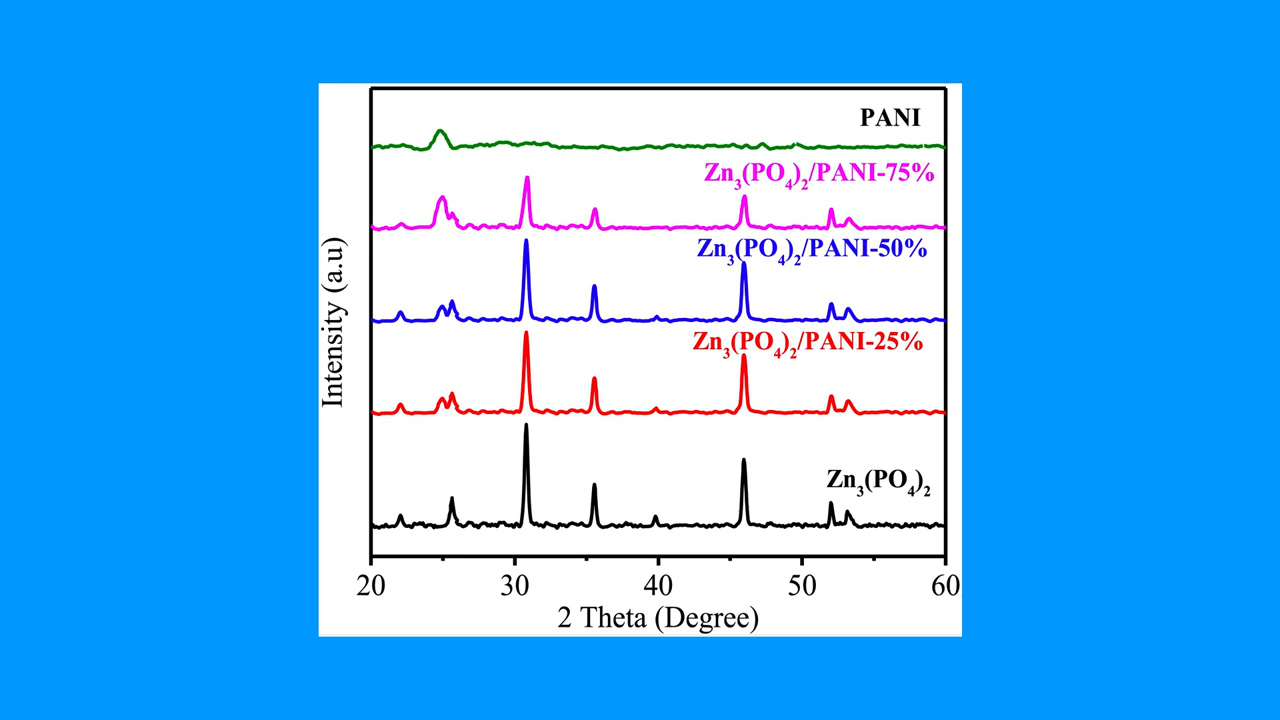 PANI
Zn₃(PO₄)₂/PANI-75%
Zn₃(PO₄)₂/PANI-50%
Zn₃(PO₄)₂/PANI-25%
Zn₃(PO₄)₂
Intensity (a.u)
20 30 40 50 60
2 Theta (Degree)